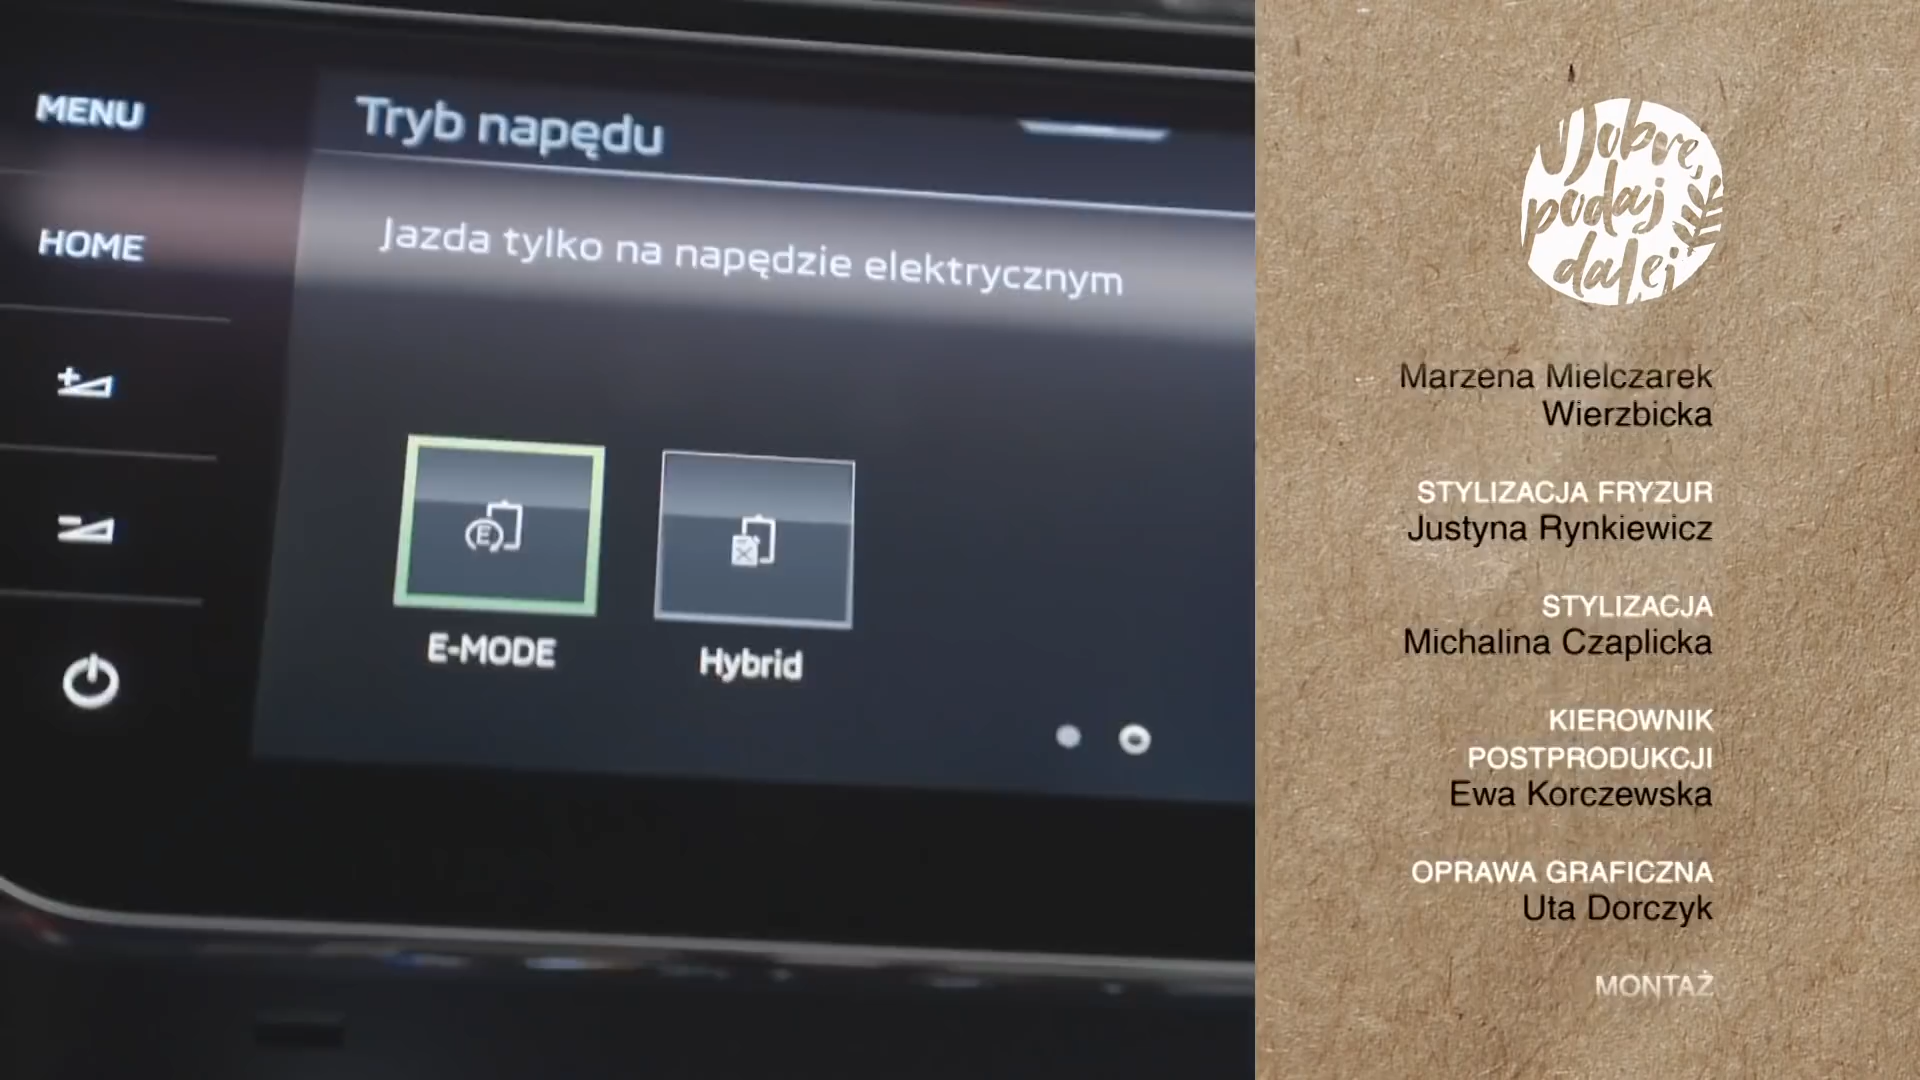 MENU
HOME
Tryb napędu
Jazda tylko na napędzie elektrycznym
E
E-MODE
Hybrid
Dobre,
podaj
dalej
Marzena Mielczarek
Wierzbicka
STYLIZACJA FRYZUR
Justyna Rynkiewicz
STYLIZACJA
Michalina Czaplicka
KIEROWNIK
POSTPRODUKCJI
Ewa Korczewska
OPRAWA GRAFICZNA
Uta Dorczyk
MONTAŻ